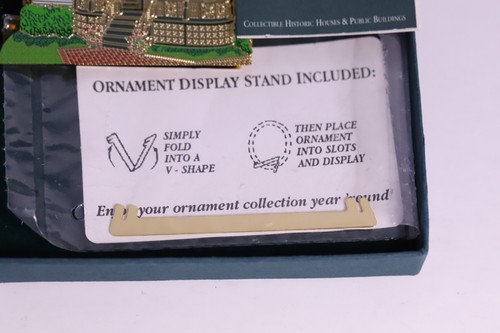 COLLECTIBLE HISTORIC HOUSES & PUBLIC BUILDINGS
ORNAMENT DISPLAY STAND INCLUDED:
SIMPLY
FOLD
INTO A
V - SHAPE
THEN PLACE
ORNAMENT
INTO SLOTS
AND DISPLAY
Enjoy your ornament collection year 'round!